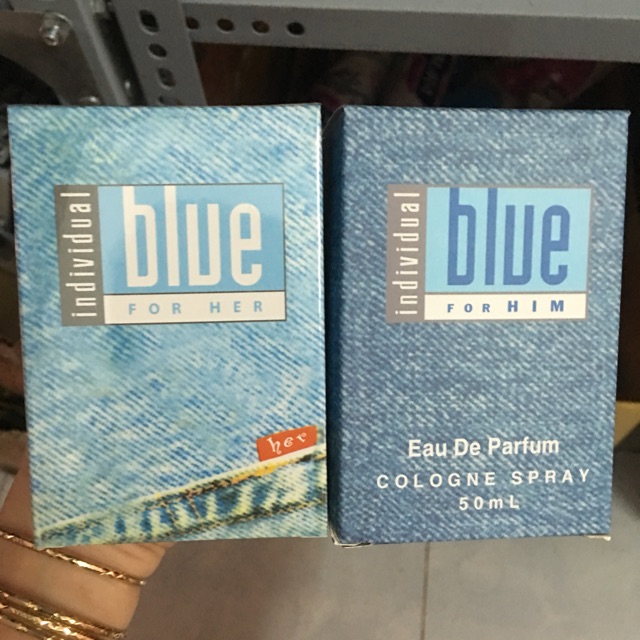 individual
blue
FOR HER
her
individual
blue
FOR HIM
Eau De Parfum
COLOGNE SPRAY
50mL